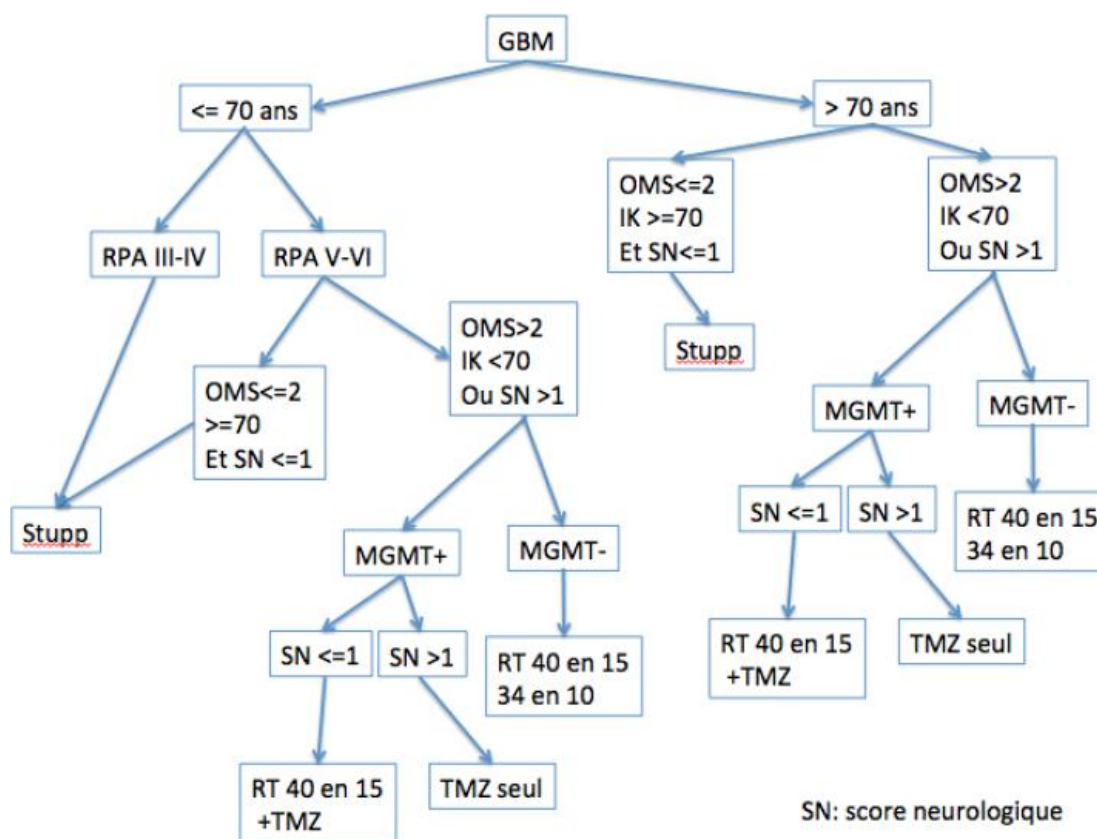 GBM
<= 70 ans
> 70 ans
OMS<=2
IK >=70
Et SN<=1
OMS>2
IK <70
Ou SN >1
RPA III-IV
RPA V-VI
OMS>2
IK <70
Ou SN >1
Stupp
OMS<=2
>=70
Et SN <=1
MGMT+
MGMT-
Stupp
SN <=1
SN >1
RT 40 en 15
34 en 10
MGMT+
MGMT-
SN <=1
SN >1
RT 40 en 15
34 en 10
RT 40 en 15
+TMZ
TMZ seul
RT 40 en 15
+TMZ
TMZ seul
SN: score neurologique